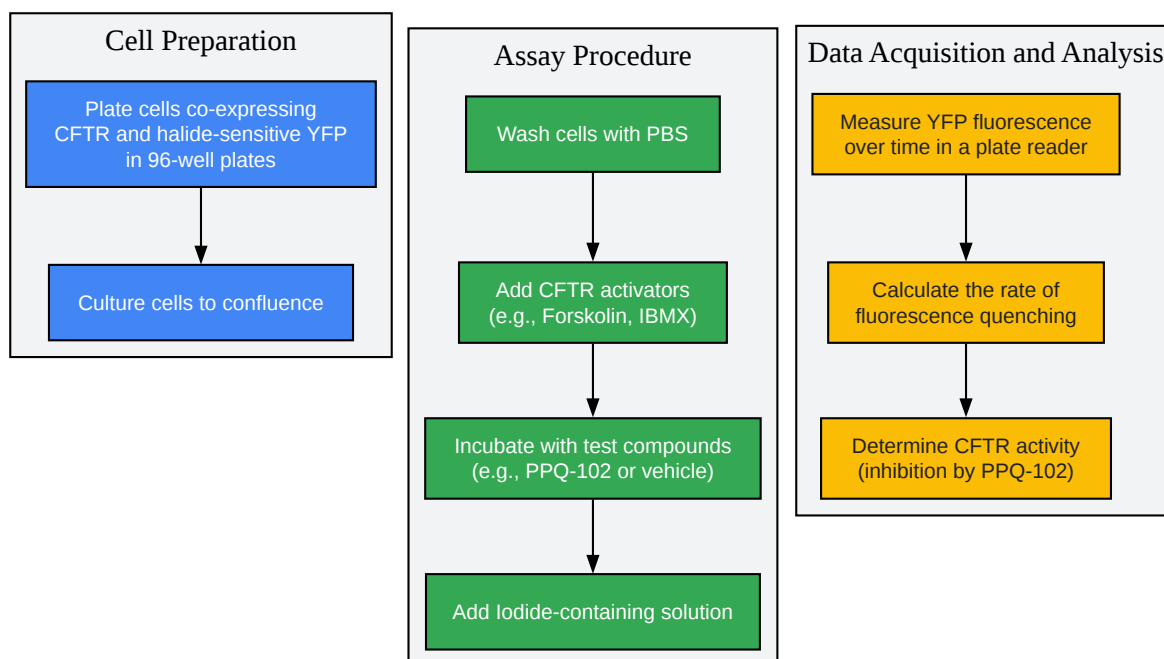 Cell Preparation
Plate cells co-expressing
CFTR and halide-sensitive YFP
in 96-well plates
Culture cells to confluence
Assay Procedure
Wash cells with PBS
Add CFTR activators
(e.g., Forskolin, IBMX)
Incubate with test compounds
(e.g., PPQ-102 or vehicle)
Add Iodide-containing solution
Data Acquisition and Analysis
Measure YFP fluorescence
over time in a plate reader
Calculate the rate of
fluorescence quenching
Determine CFTR activity
(inhibition by PPQ-102)